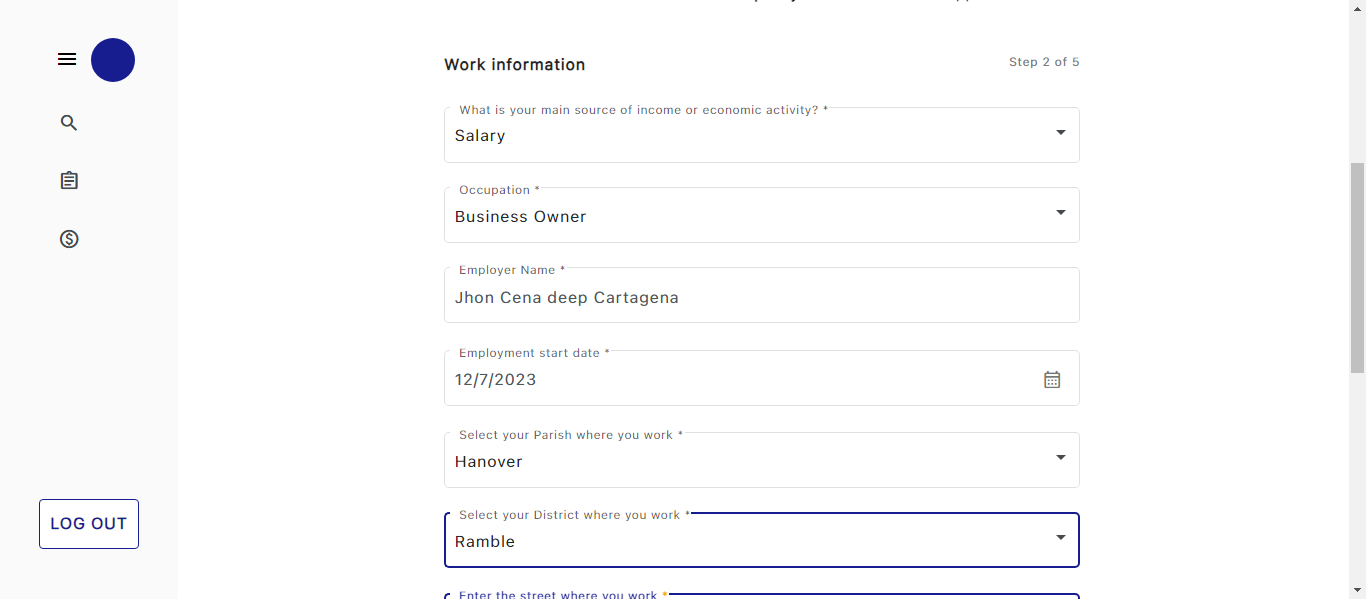 Work information
Step 2 of 5
What is your main source of income or economic activity? *
Salary
Occupation *
Business Owner
Employer Name *
Jhon Cena deep Cartagena
Employment start date *
12/7/2023
Select your Parish where you work *
Hanover
Select your District where you work *
Ramble
LOG OUT
Enter the street where you work *